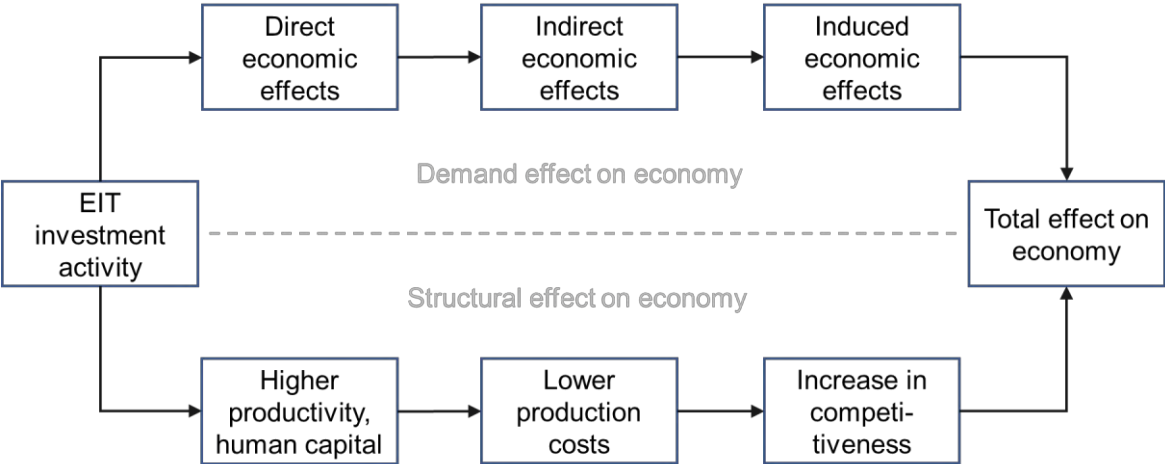 Direct
economic
effects
Indirect
economic
effects
Induced
economic
effects
Demand effect on economy
EIT
investment
activity
Total effect on
economy
Structural effect on economy
Higher
productivity,
human capital
Lower
production
costs
Increase in
competi-
tiveness